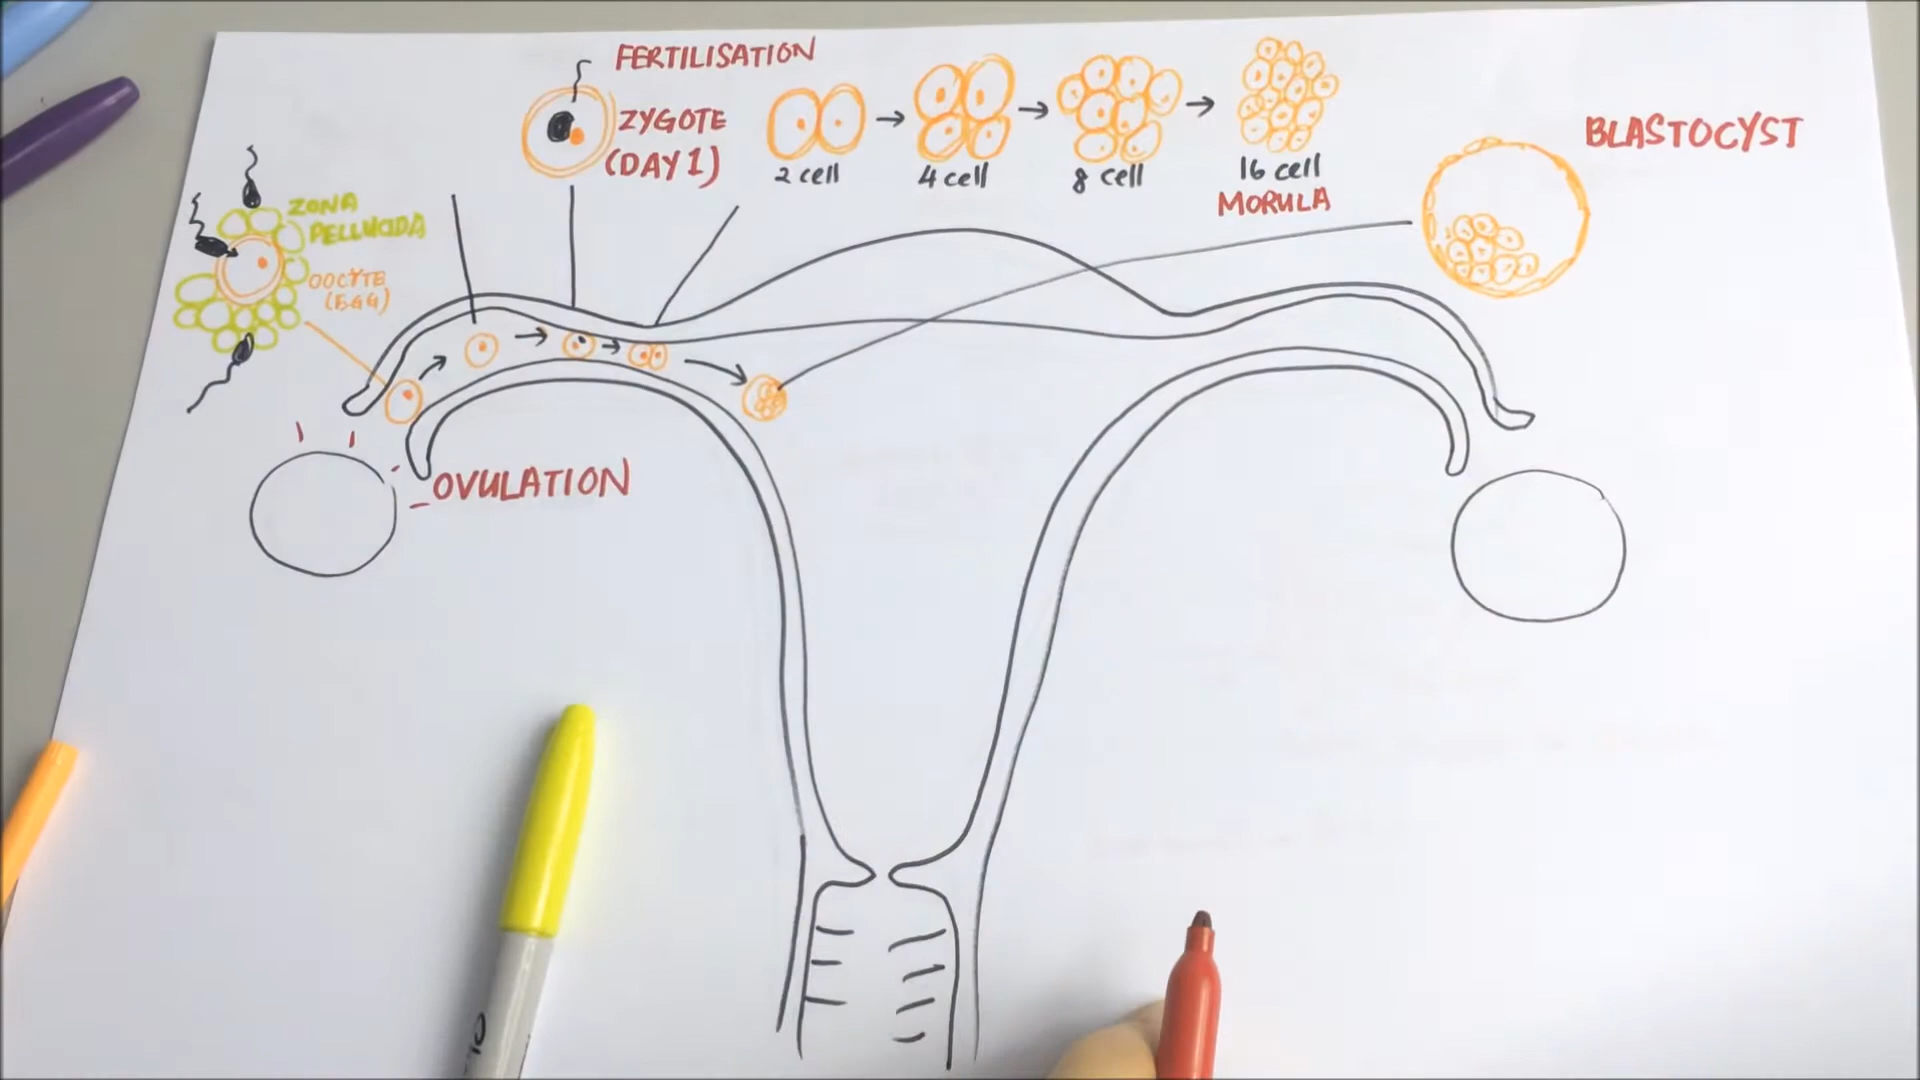 FERTILISATION
ZYGOTE
(DAY 1)
2 cell
4 cell
8 cell
16 cell
MORULA
BLASTOCYST
ZONA
PELLUCIDA
OOCYTE
(EGG)
OVULATION